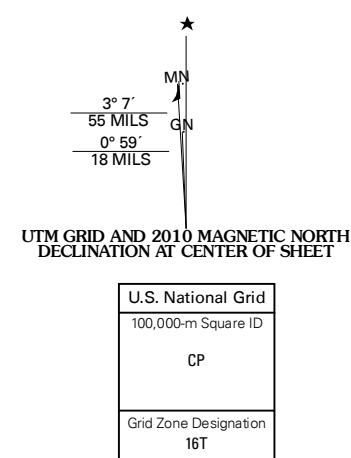 ★
MN
3° 7´
55 MILS
GN
0° 59´
18 MILS
UTM GRID AND 2010 MAGNETIC NORTH
DECLINATION AT CENTER OF SHEET
U.S. National Grid
100,000-m Square ID
CP
Grid Zone Designation
16T